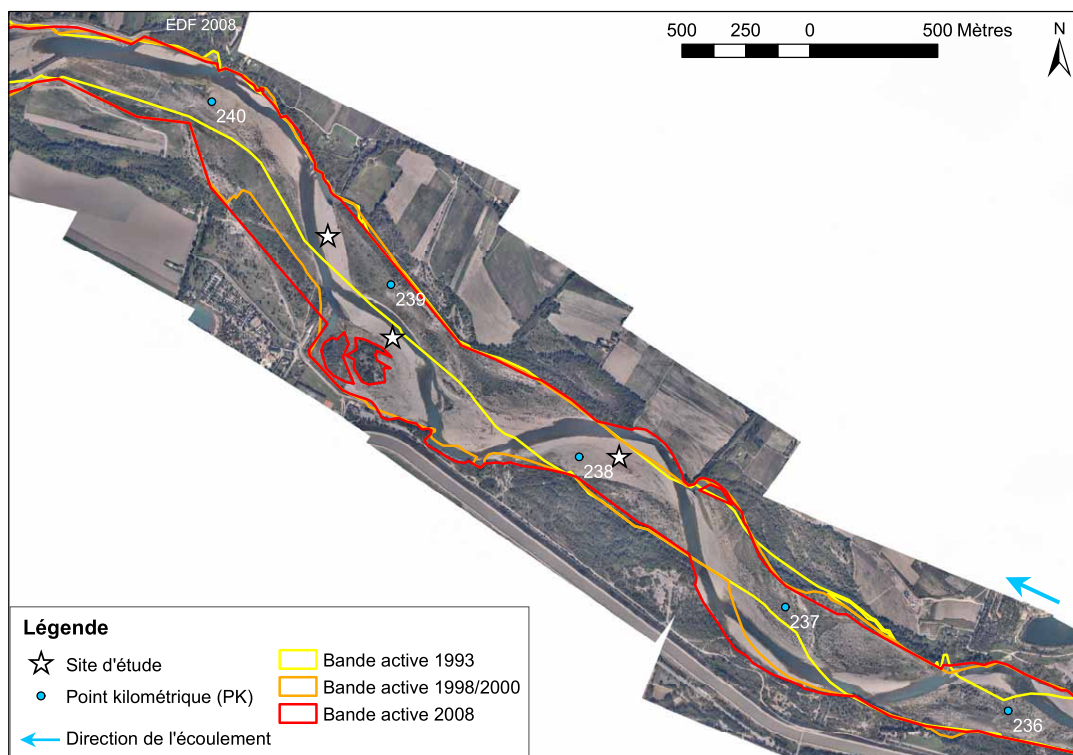 EDF 2008
500 250 0 500 Mètres
N
240
239
238
237
236
Légende
Site d'étude
Point kilométrique (PK)
Direction de l'écoulement
Bande active 1993
Bande active 1998/2000
Bande active 2008